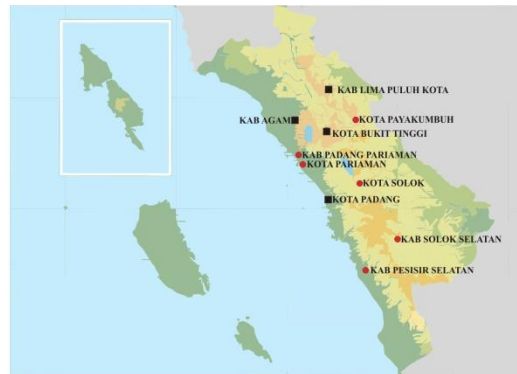 KAB LIMA PULUH KOTA
KAB AGAM
KOTA PAYAKUMBUH
KOTA BUKIT TINGGI
KAB PADANG PARIAMAN
KOTA PARIAMAN
KOTA SOLOK
KOTA PADANG
KAB SOLOK SELATAN
KAB PESISIR SELATAN